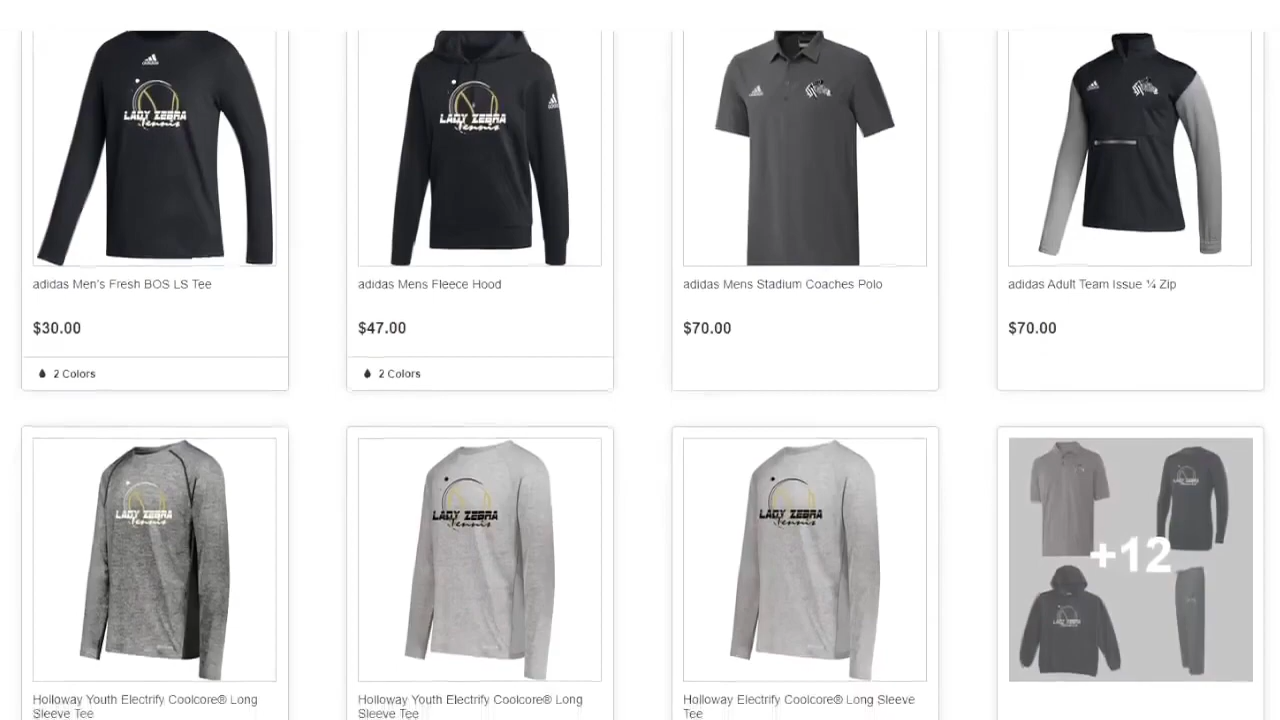 adidas
LADY ZEBRA
Tennis
LADY ZEBRA
Tennis
adidas Men's Fresh BOS LS Tee
adidas Mens Fleece Hood
adidas Mens Stadium Coaches Polo
adidas Adult Team Issue ¼ Zip
$30.00
$47.00
$70.00
$70.00
2 Colors
2 Colors
LADY ZEBRA
Tennis
LADY ZEBRA
Tennis
LADY ZEBRA
Tennis
+12
LADY ZEBRA
Holloway Youth Electrify Coolcore® Long
Sleeve Tee
Holloway Youth Electrify Coolcore® Long
Sleeve Tee
Holloway Electrify Coolcore® Long Sleeve
Tee